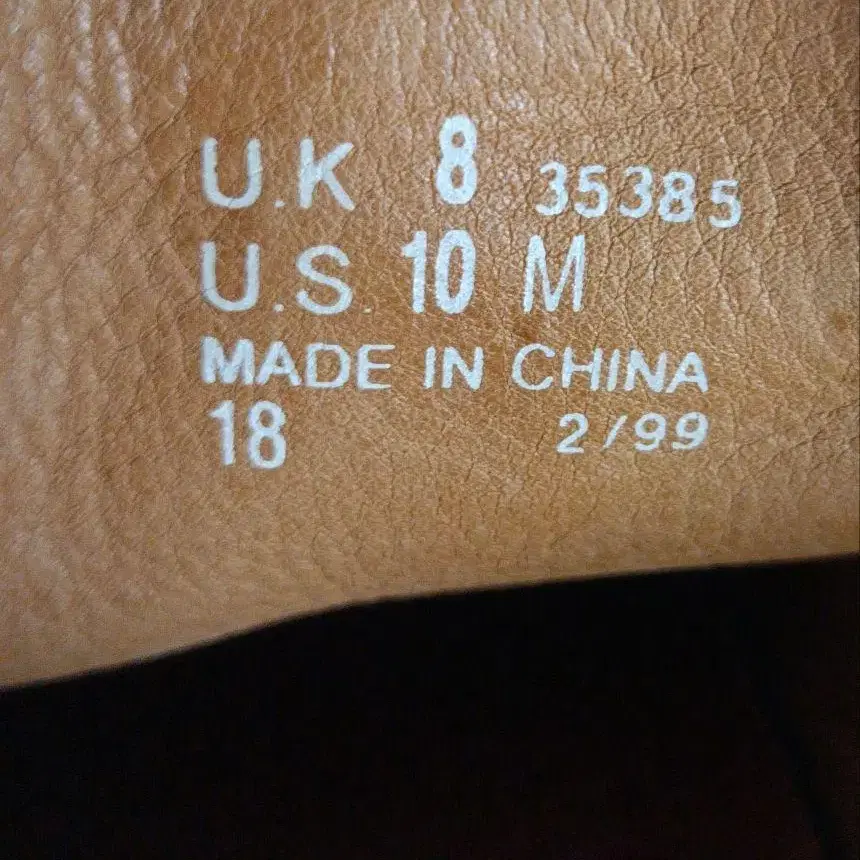 U.K 8 35385
U.S. 10 M
MADE IN CHINA
18 2/99